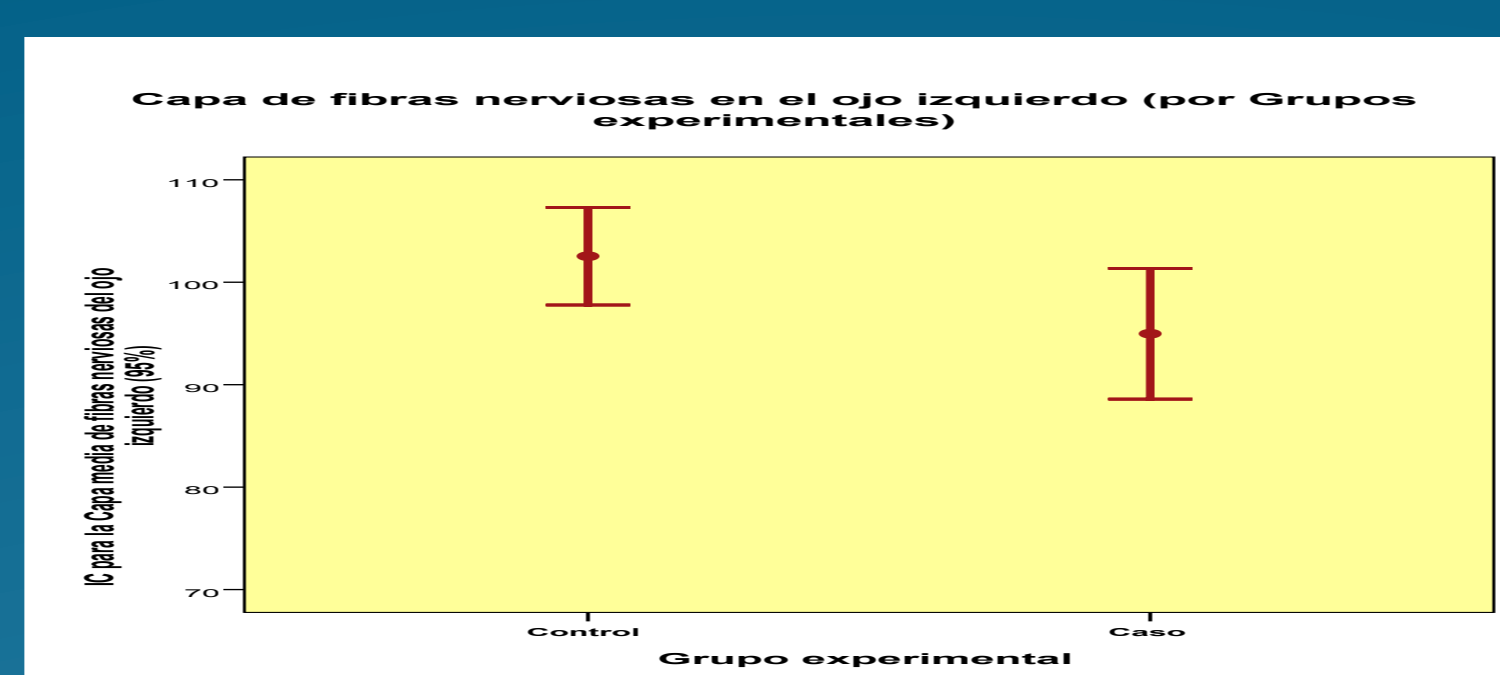 Capa de fibras nerviosas en el ojo izquierdo (por Grupos
experimentales)
IC para la Capa media de fibras nerviosas del ojo
izquierdo (95%)
110
100
90
80
70
Control
Caso
Grupo experimental